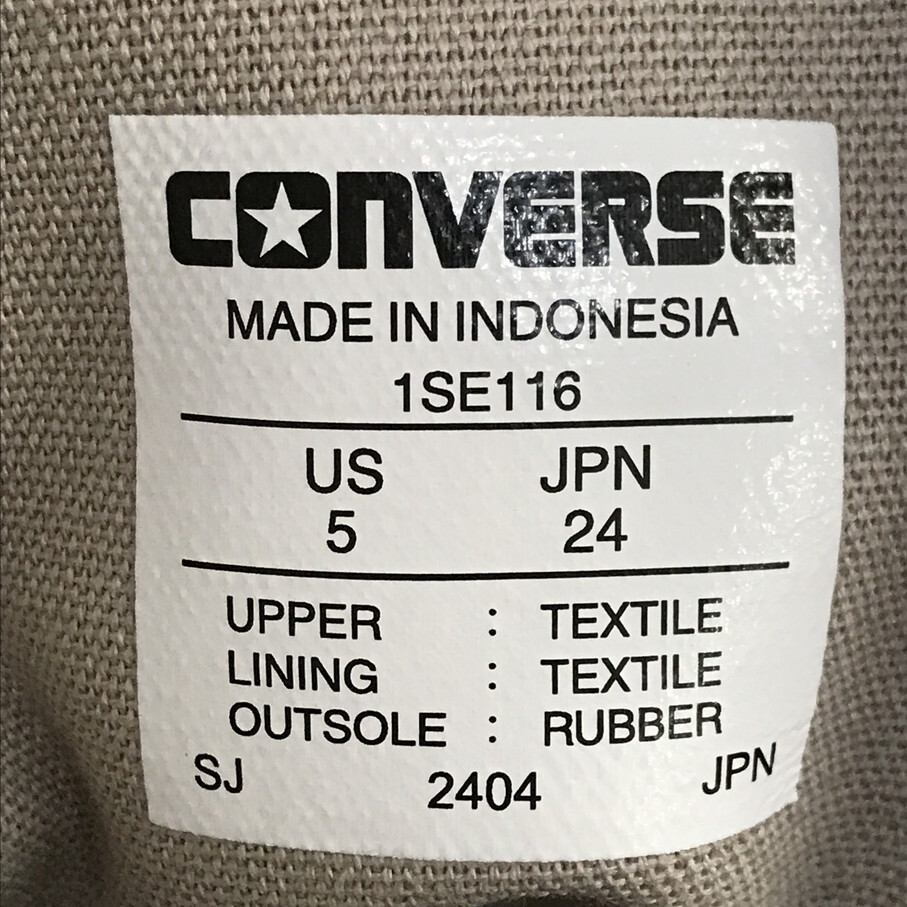 CONVERSE
MADE IN INDONESIA
1SE116
US JPN
5 24
UPPER : TEXTILE
LINING : TEXTILE
OUTSOLE : RUBBER
SJ 2404 JPN